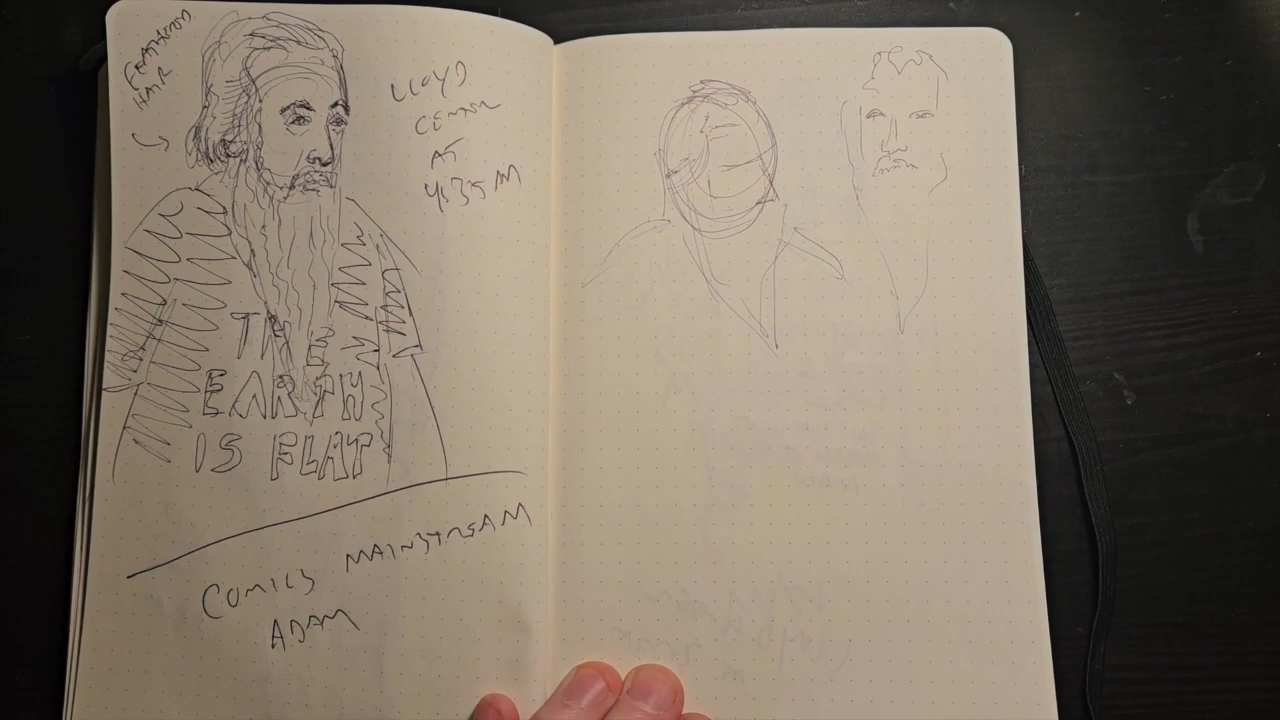 FEATHERED
HAIR
LLOYD
CENTER
AT
4:35 PM
THE
EARTH
IS FLAT
COMICS MAINSTREAM
ADAM